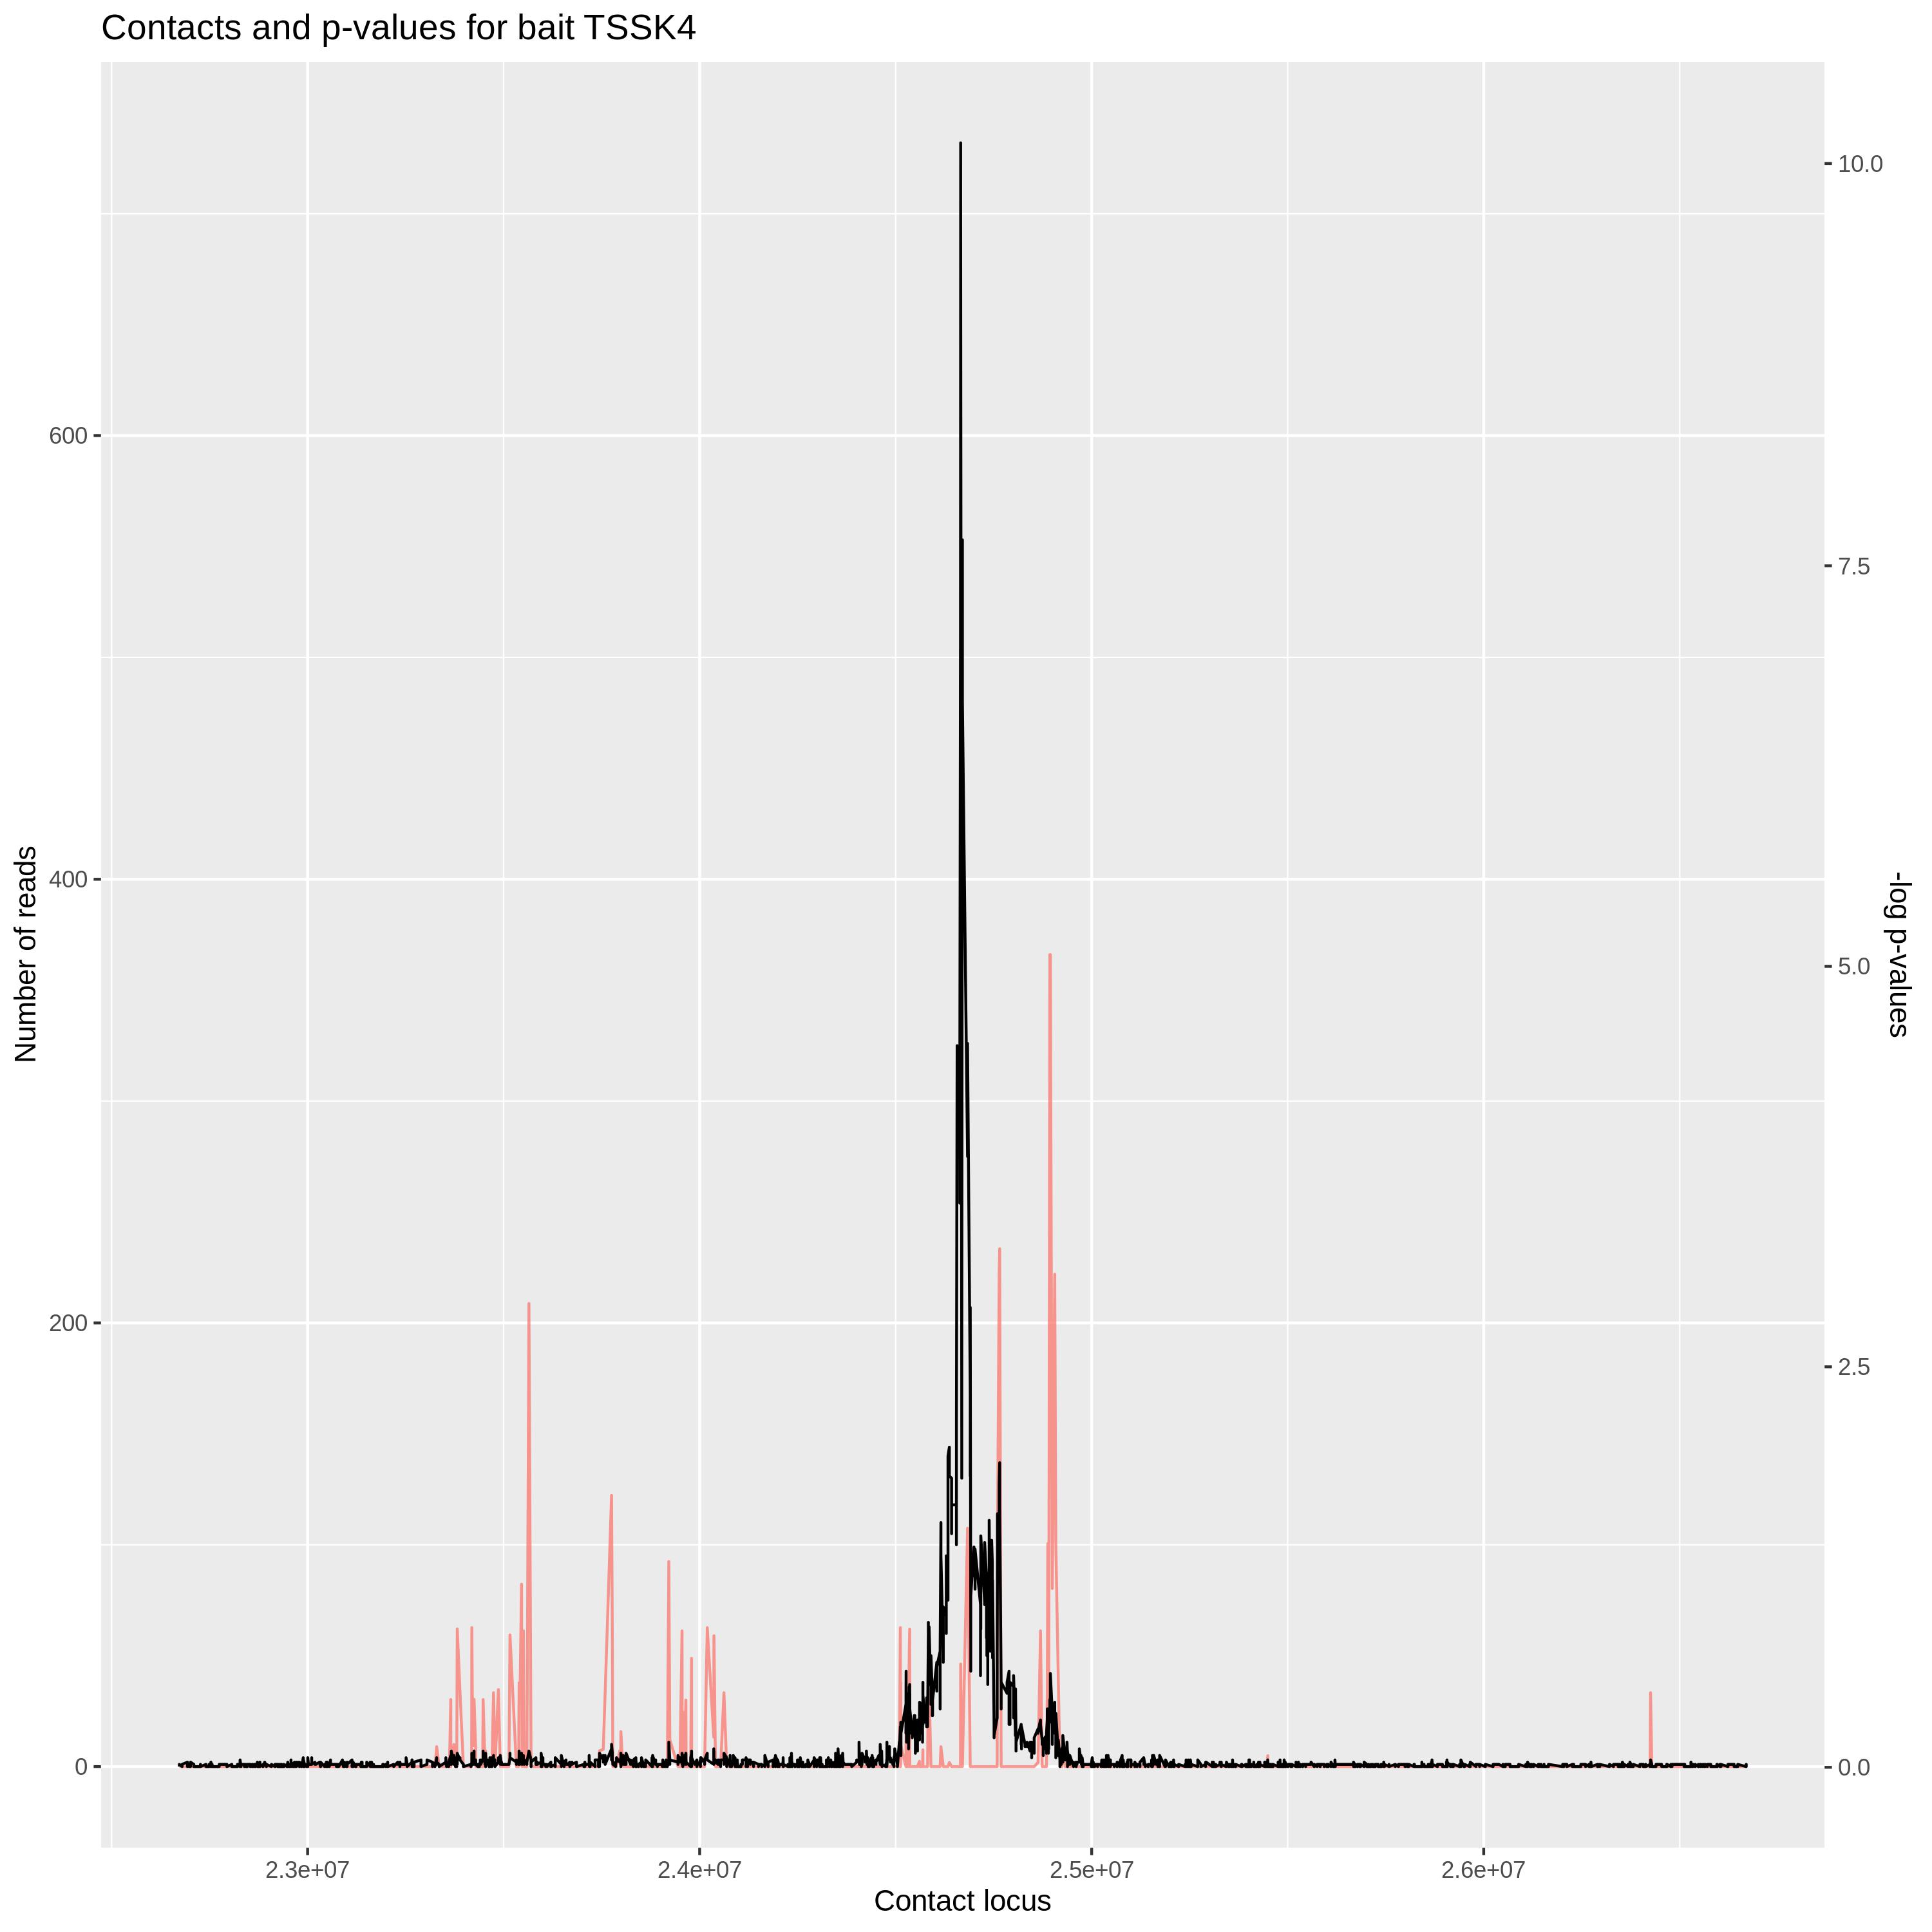 Contacts and p-values for bait TSSK4
Number of reads
600
400
200
0
10.0
7.5
5.0
2.5
0.0
-log p-values
2.3e+07
2.4e+07
2.5e+07
2.6e+07
Contact locus